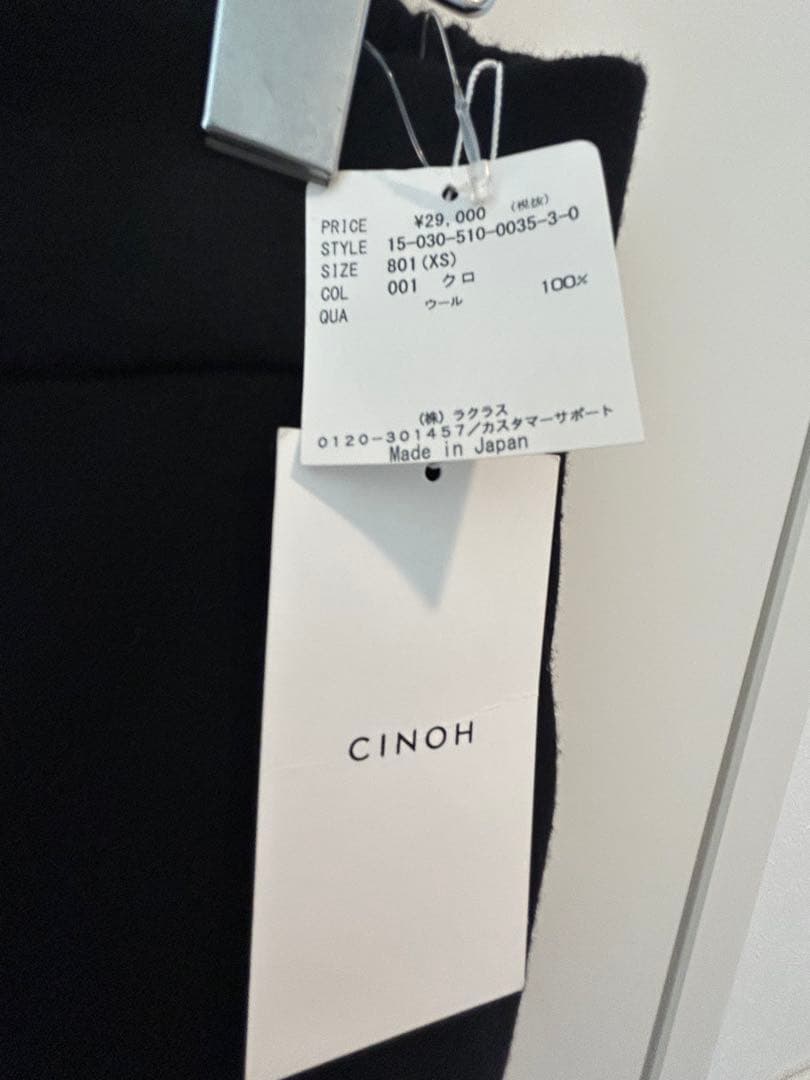 PRICE ¥29,000 (税抜)
STYLE 15-030-510-0035-3-0
SIZE 801(XS)
COL 001 クロ
QUA ウール 100%
(株) ラクラス
0120-301457/カスタマーサポート
Made in Japan
CINOH